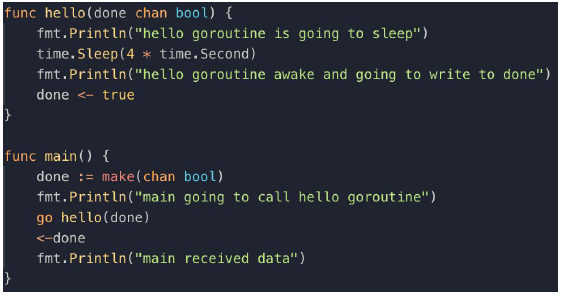 func hello(done chan bool) {
    fmt.Println("hello goroutine is going to sleep")
    time.Sleep(4 * time.Second)
    fmt.Println("hello goroutine awake and going to write to done")
    done <- true
}

func main() {
    done := make(chan bool)
    fmt.Println("main going to call hello goroutine")
    go hello(done)
    <-done
    fmt.Println("main received data")
}